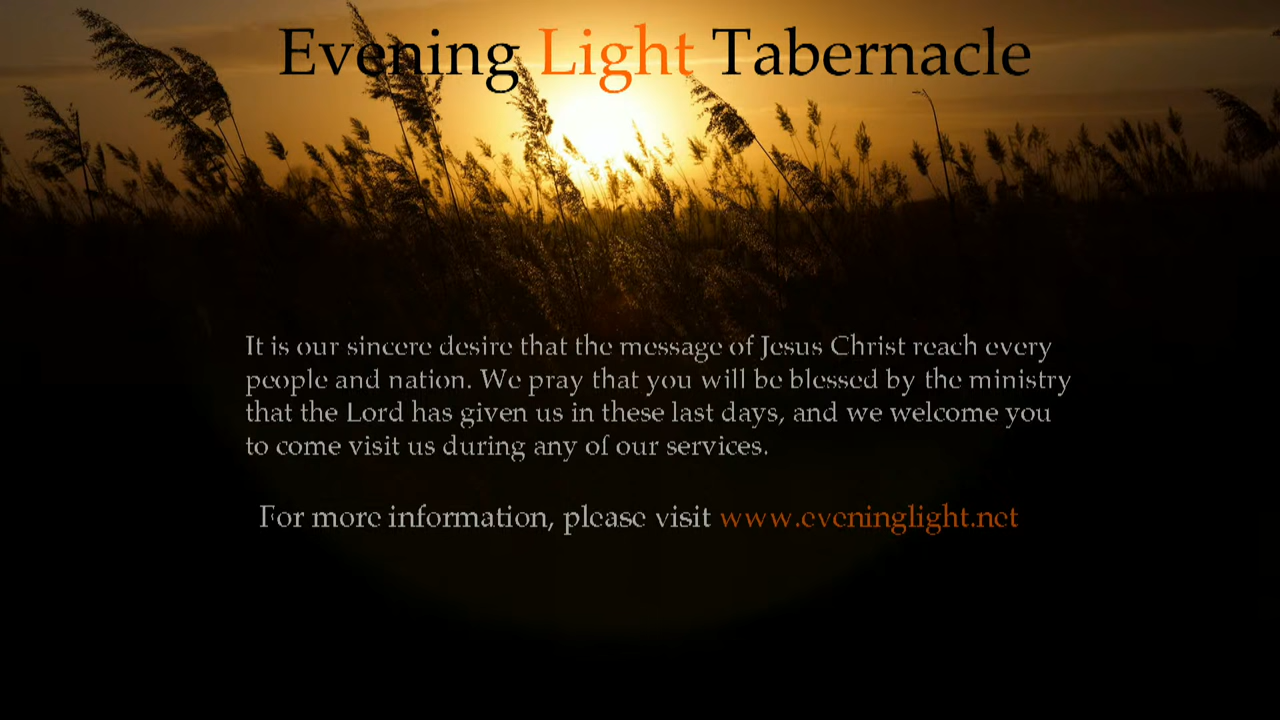 Evening Light Tabernacle
It is our sincere desire that the message of Jesus Christ reach every
people and nation. We pray that you will be blessed by the ministry
that the Lord has given us in these last days, and we welcome you
to come visit us during any of our services.
For more information, please visit www.eveninglight.net